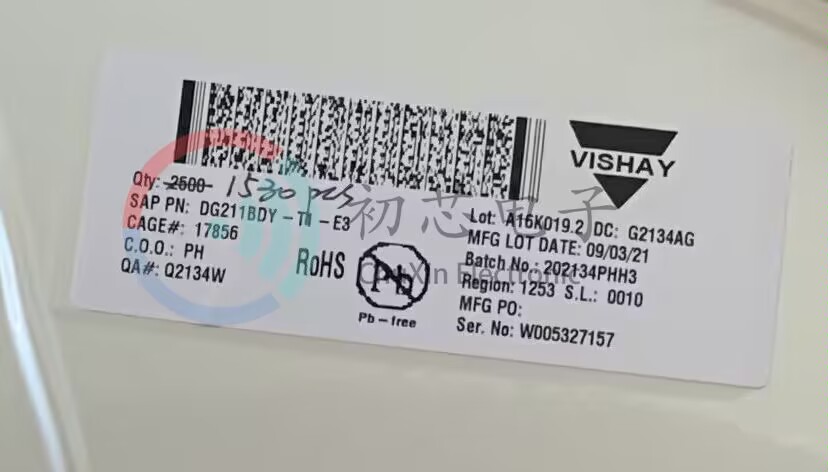 VISHAY
Qty: 2500 1530 pcs
SAP PN: DG211BDY-T1-E3
CAGE#: 17856
C.O.O.: PH
QA#: Q2134W
RoHS
Pb
Pb-free
Lot: A16K019.2 DC: G2134AG
MFG LOT DATE: 09/03/21
Batch No.: 202134PHH3
Region: 1253 S.L.: 0010
MFG PO:
Ser. No: W005327157
初芯电子
ChuXin Electronic